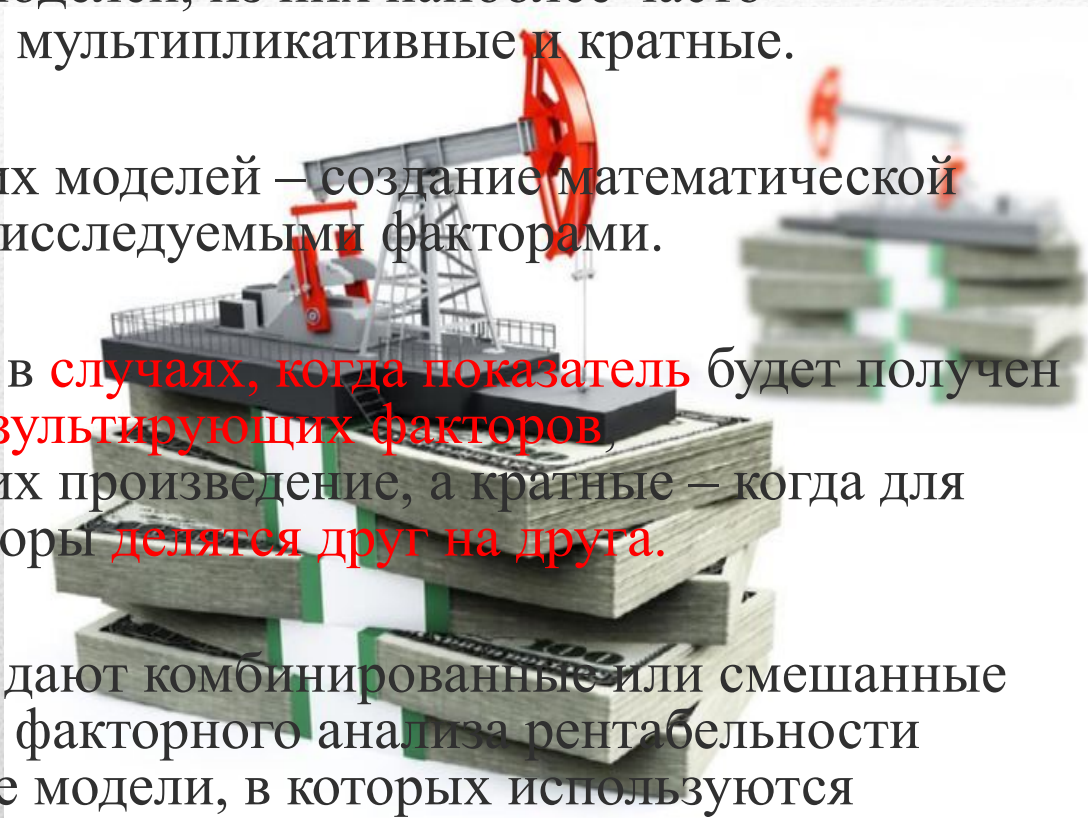 мультипликативные и кратные.
их моделей – создание математической
исследуемыми факторами.
в случаях, когда показатель будет получен
зультирующих факторов,
их произведение, а кратные – когда для
оры делятся друг на друга.
дают комбинированные или смешанные
факторного анализа рентабельности
е модели, в которых используются